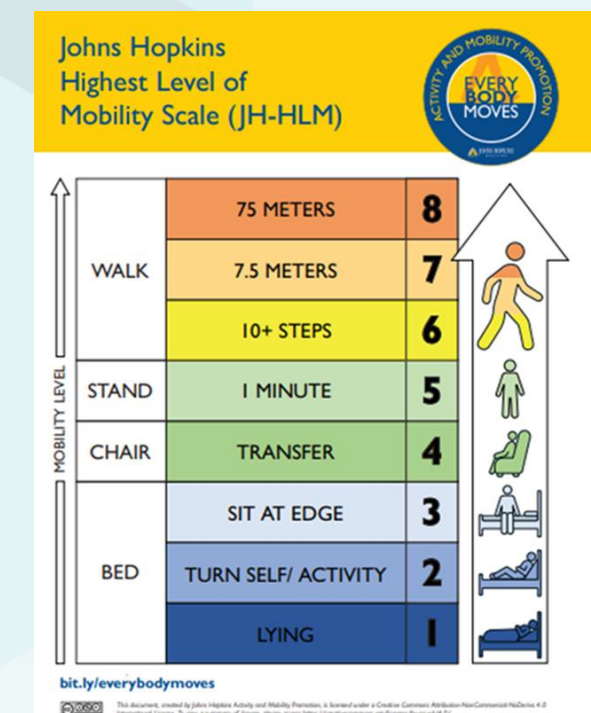 Johns Hopkins
Highest Level of
Mobility Scale (JH-HLM)
ACTIVITY AND MOBILITY PROMOTION
EVERY
BODY
MOVES
JOHNS HOPKINS
MOBILITY LEVEL
WALK
75 METERS 8
7.5 METERS 7
10+ STEPS 6
STAND 1 MINUTE 5
CHAIR TRANSFER 4
BED
SIT AT EDGE 3
TURN SELF/ ACTIVITY 2
LYING 1
bit.ly/everybodymoves
This document, created by Johns Hopkins Activity and Mobility Promotion, is licensed under a Creative Commons Attribution-NonCommercial-NoDerivs 4.0